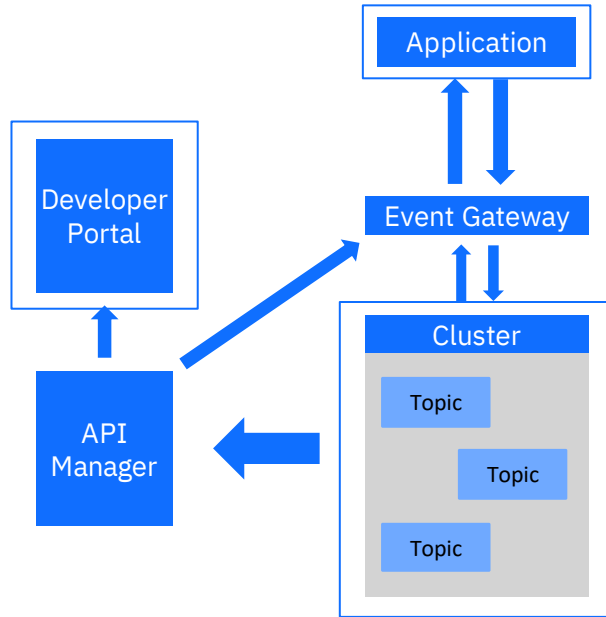 Application
Developer
Portal
Event Gateway
Cluster
Topic
API
Manager
Topic
Topic